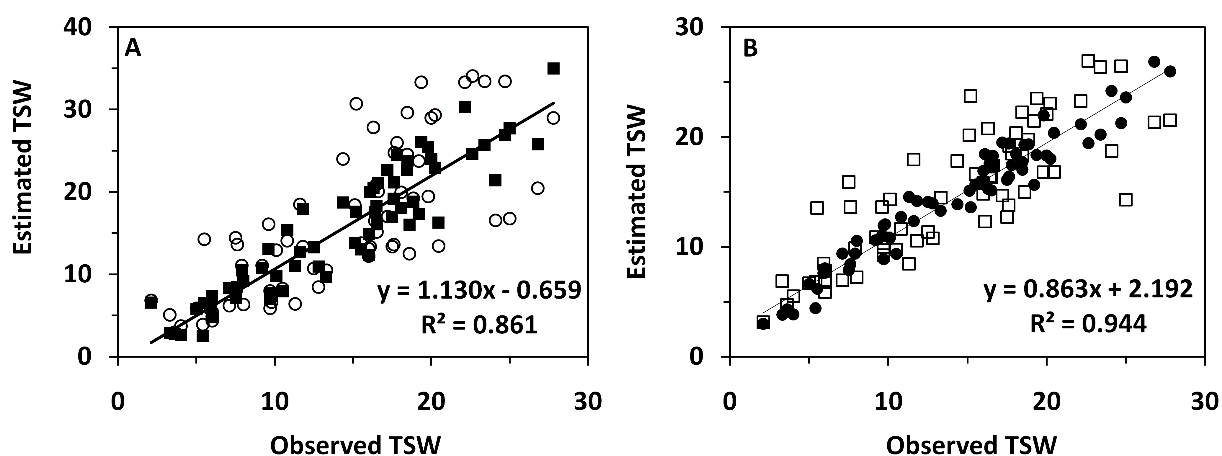 A
Estimated TSW
40
30
20
10
0
y = 1.130x - 0.659
R² = 0.861
0 10 20 30
Observed TSW
B
Estimated TSW
30
20
10
0
y = 0.863x + 2.192
R² = 0.944
0 10 20 30
Observed TSW